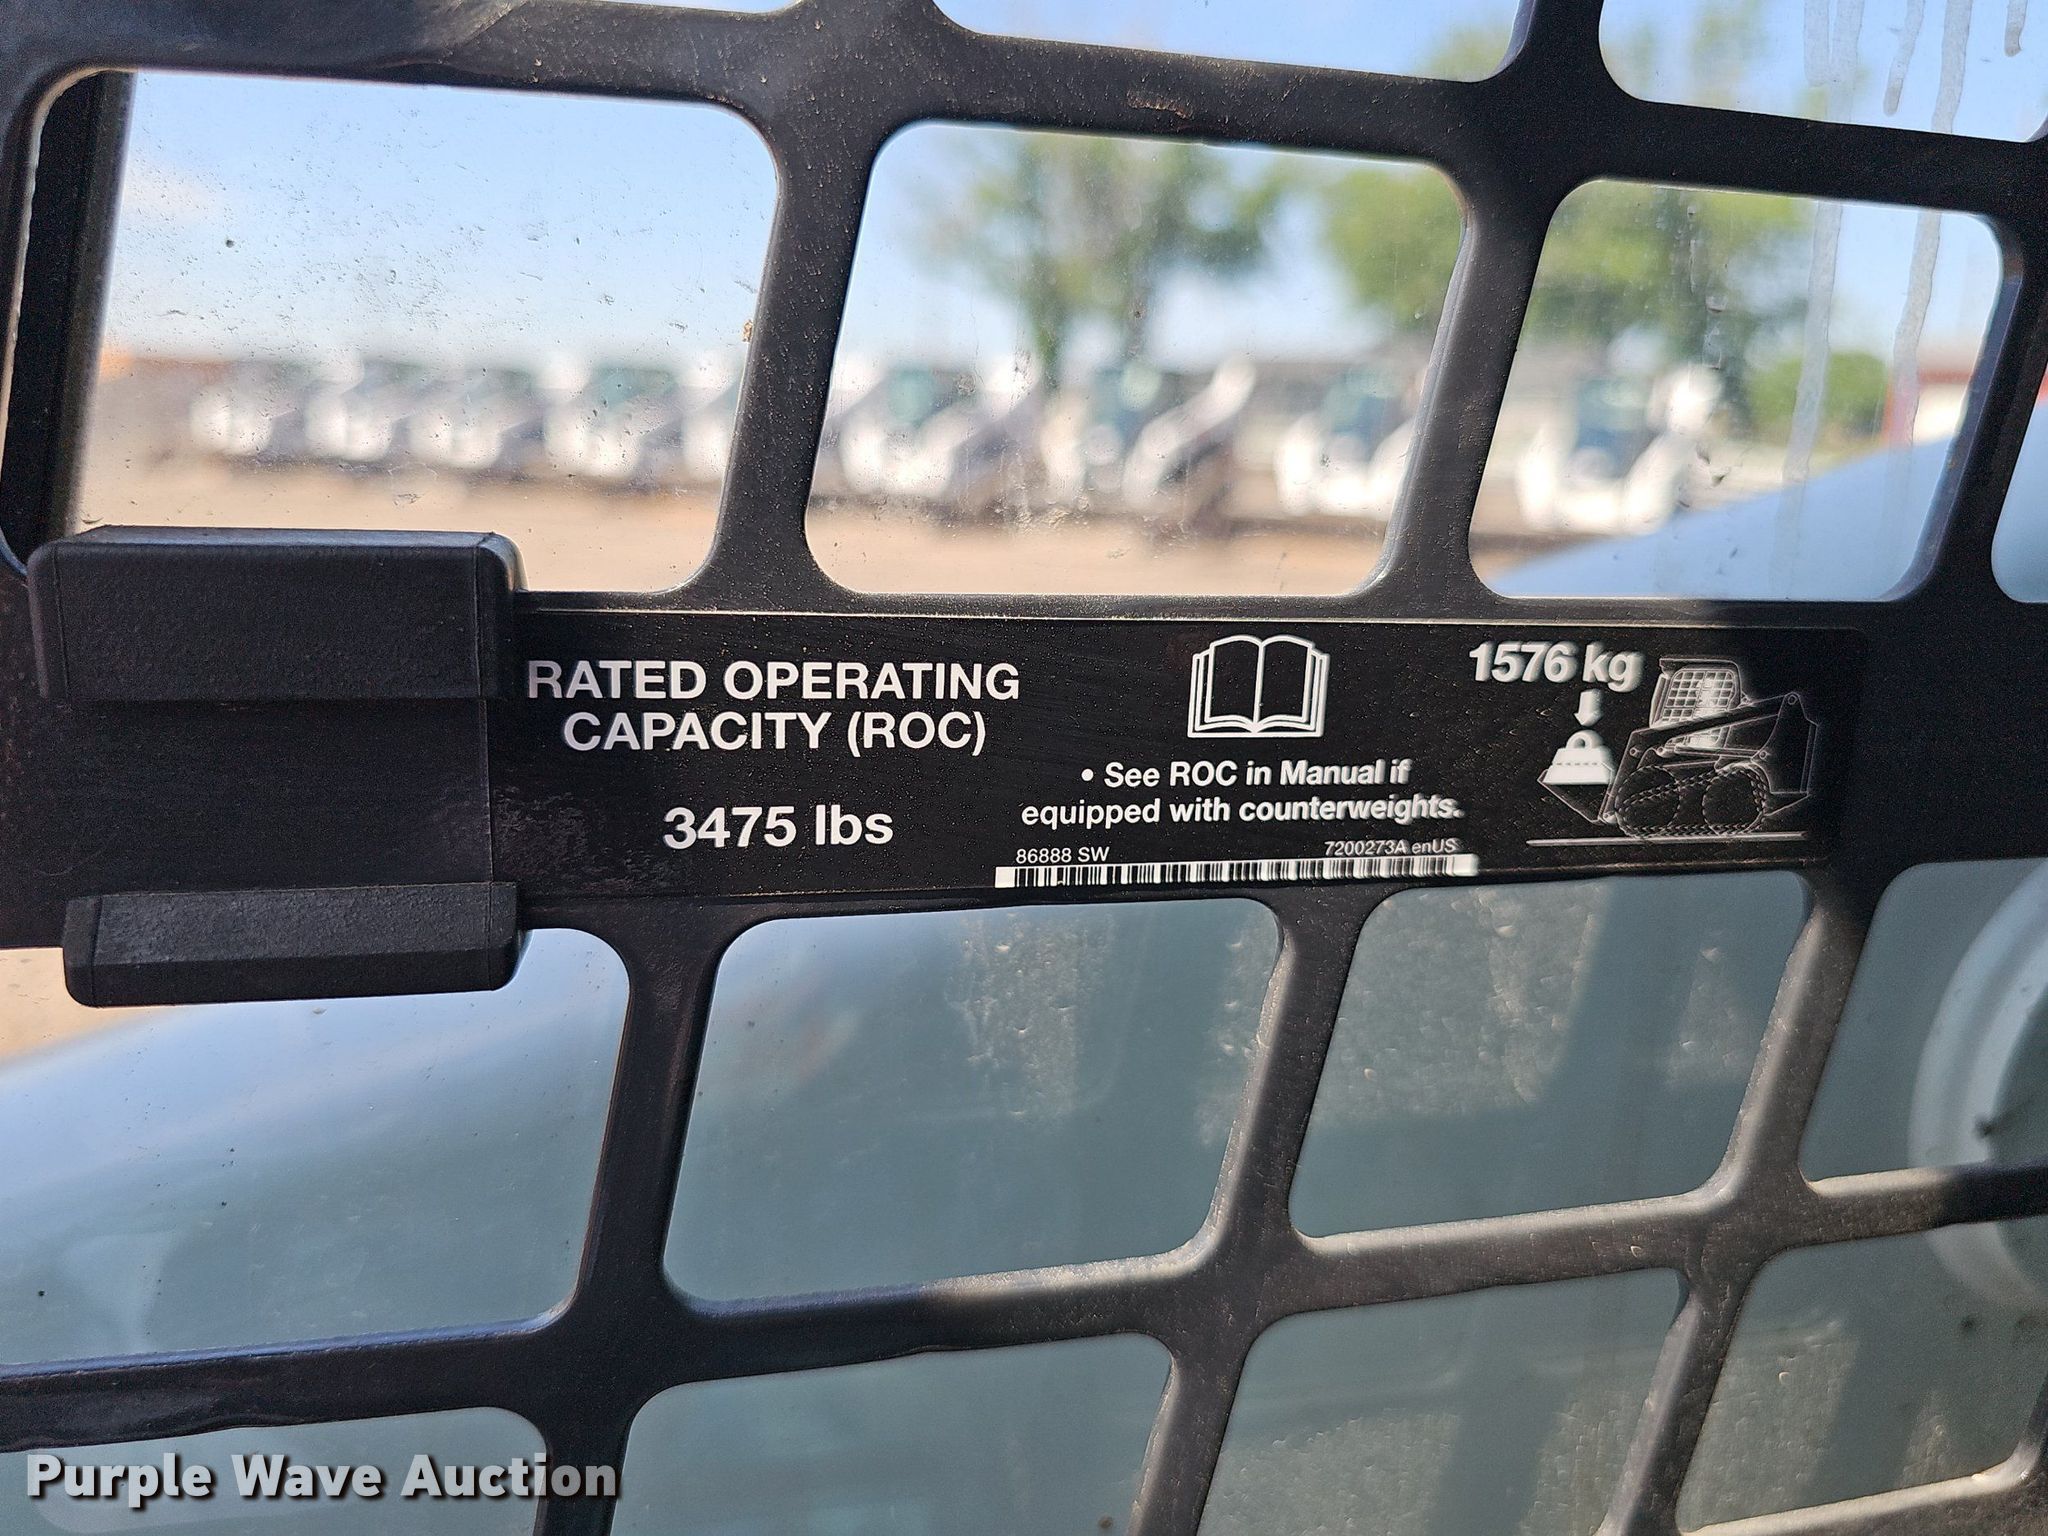 RATED OPERATING
CAPACITY (ROC)
3475 lbs
• See ROC in Manual if
equipped with counterweights.
86888 SW
7200273A enUS
1576 kg
Purple Wave Auction